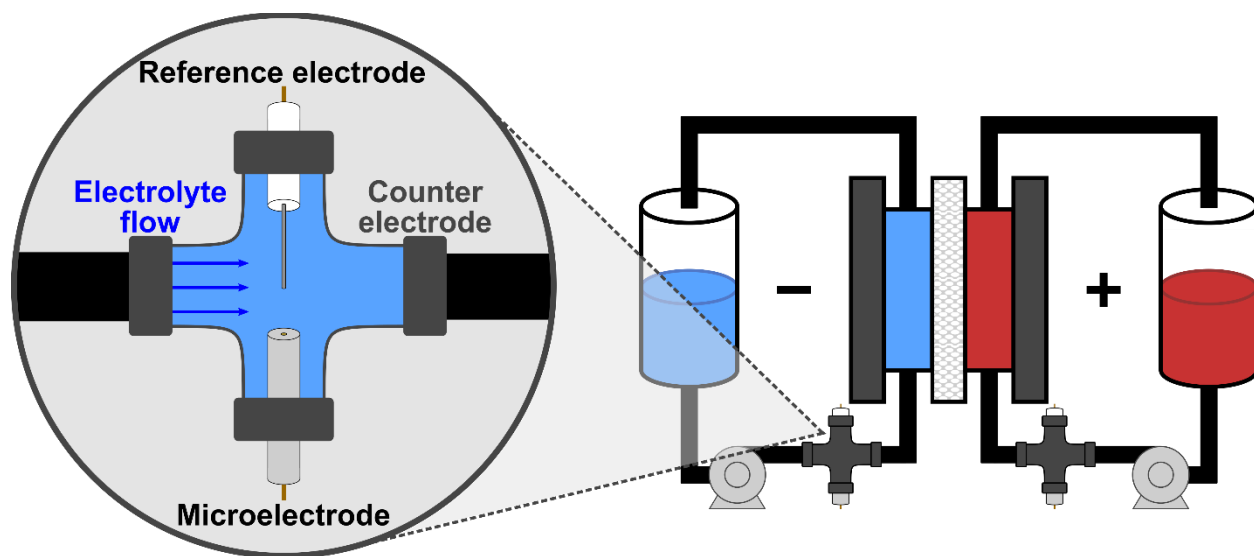 Reference electrode
Electrolyte
flow
Counter
electrode
Microelectrode
− +